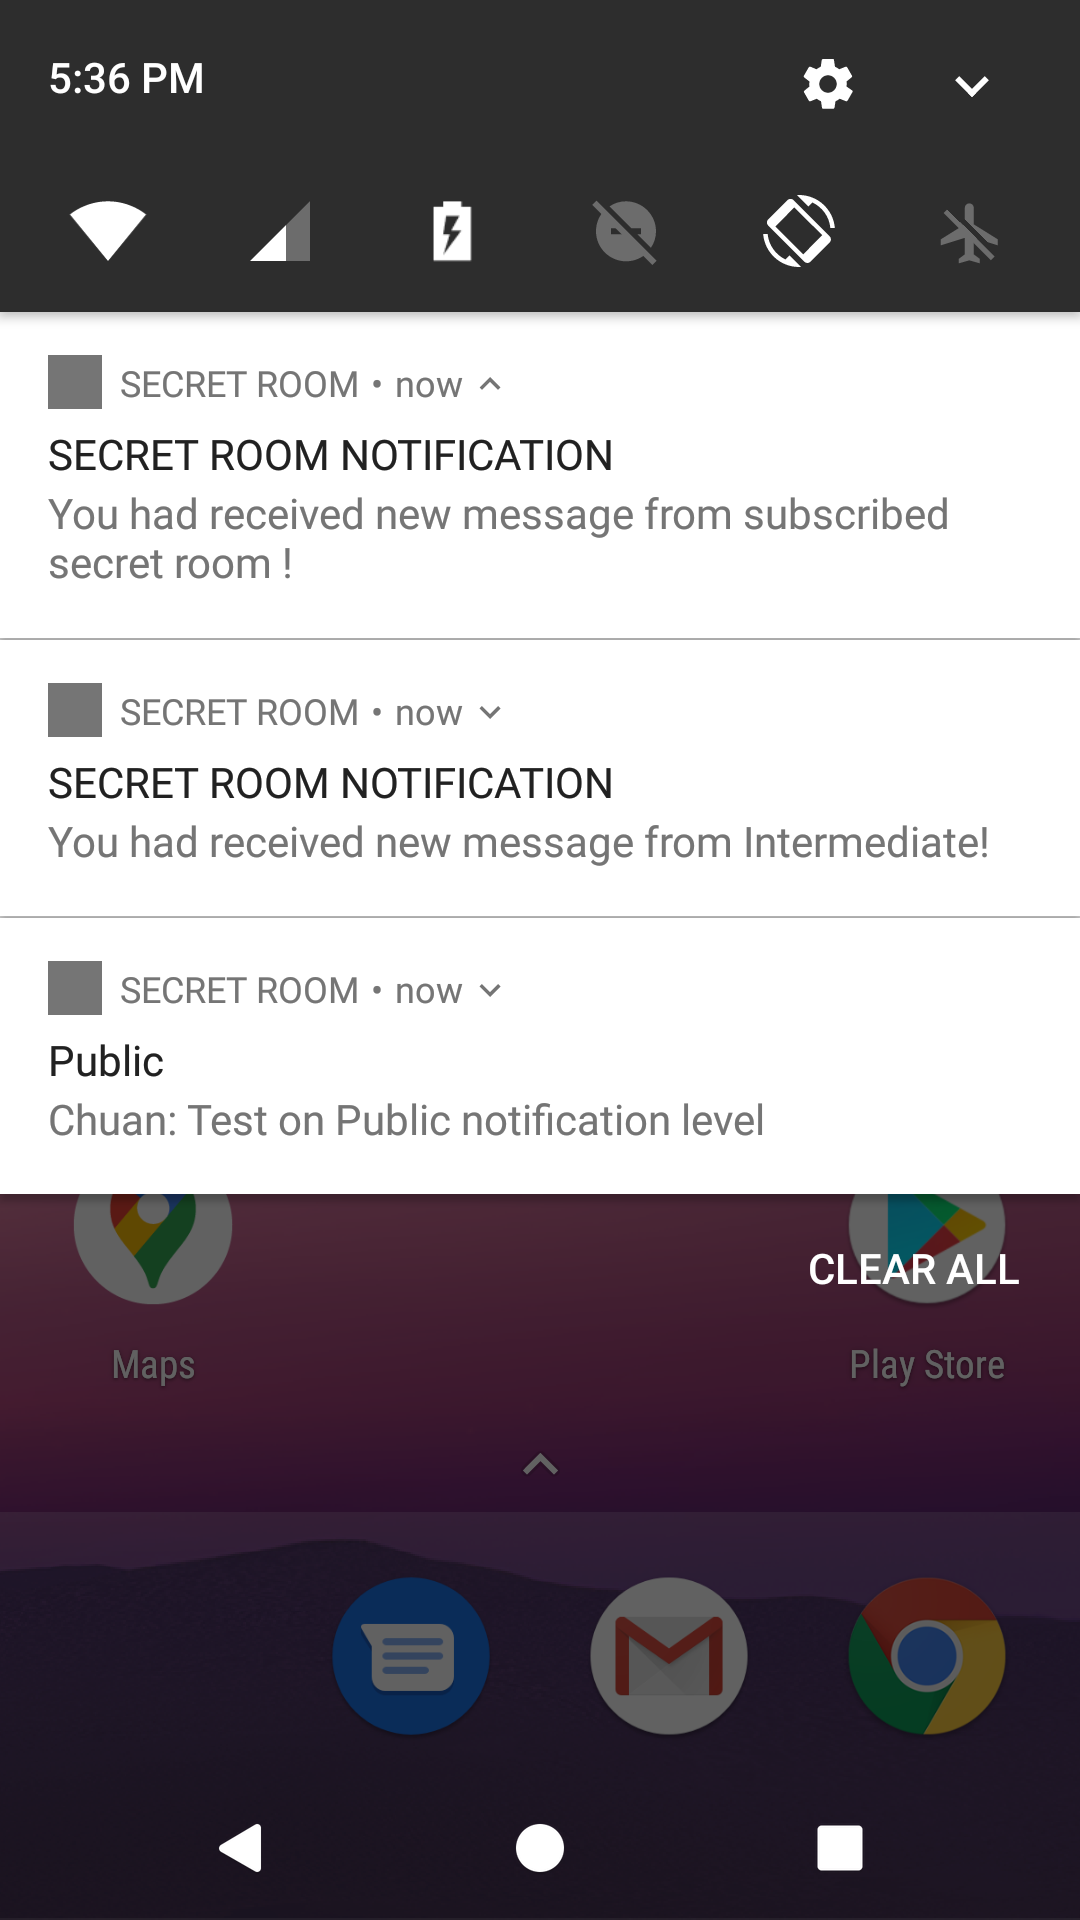 5:36 PM
SECRET ROOM • now
SECRET ROOM NOTIFICATION
You had received new message from subscribed
secret room !
SECRET ROOM • now
SECRET ROOM NOTIFICATION
You had received new message from Intermediate!
SECRET ROOM • now
Public
Chuan: Test on Public notification level
CLEAR ALL
Maps
Play Store